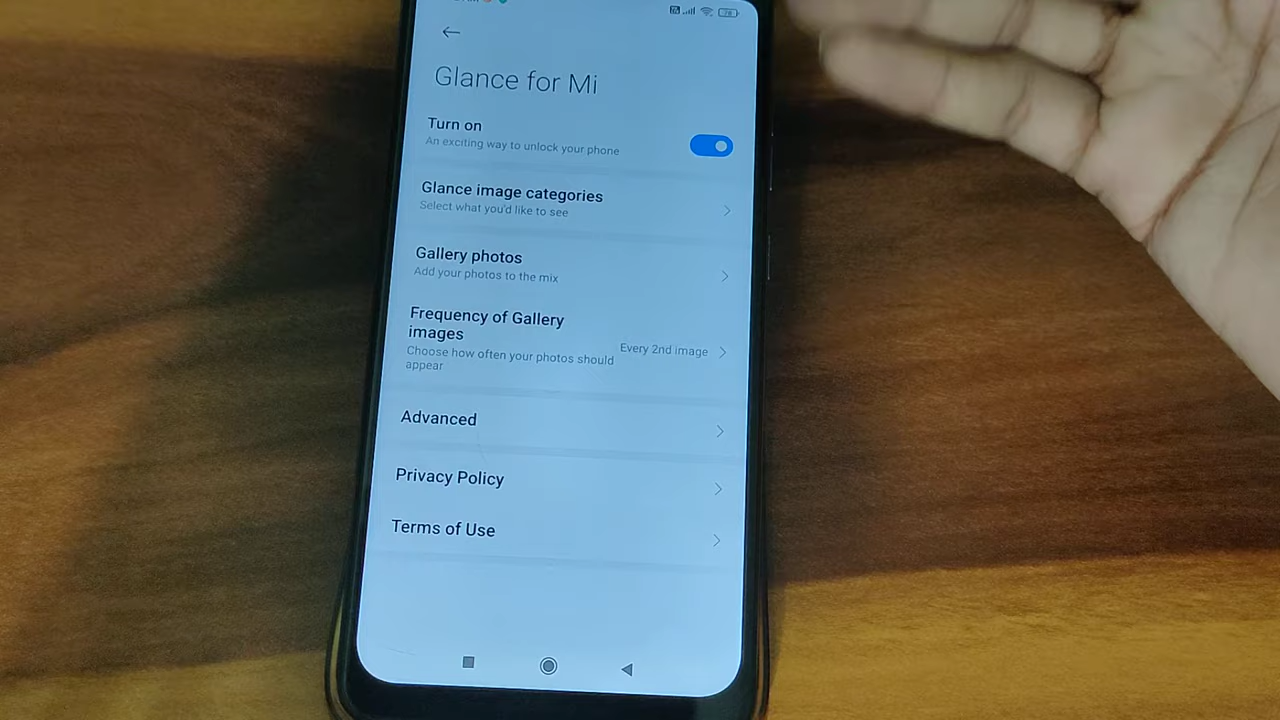 Glance for Mi
Turn on
An exciting way to unlock your phone
Glance image categories
Select what you'd like to see
Gallery photos
Add your photos to the mix
Frequency of Gallery
images
Every 2nd image
Choose how often your photos should
appear
Advanced
Privacy Policy
Terms of Use